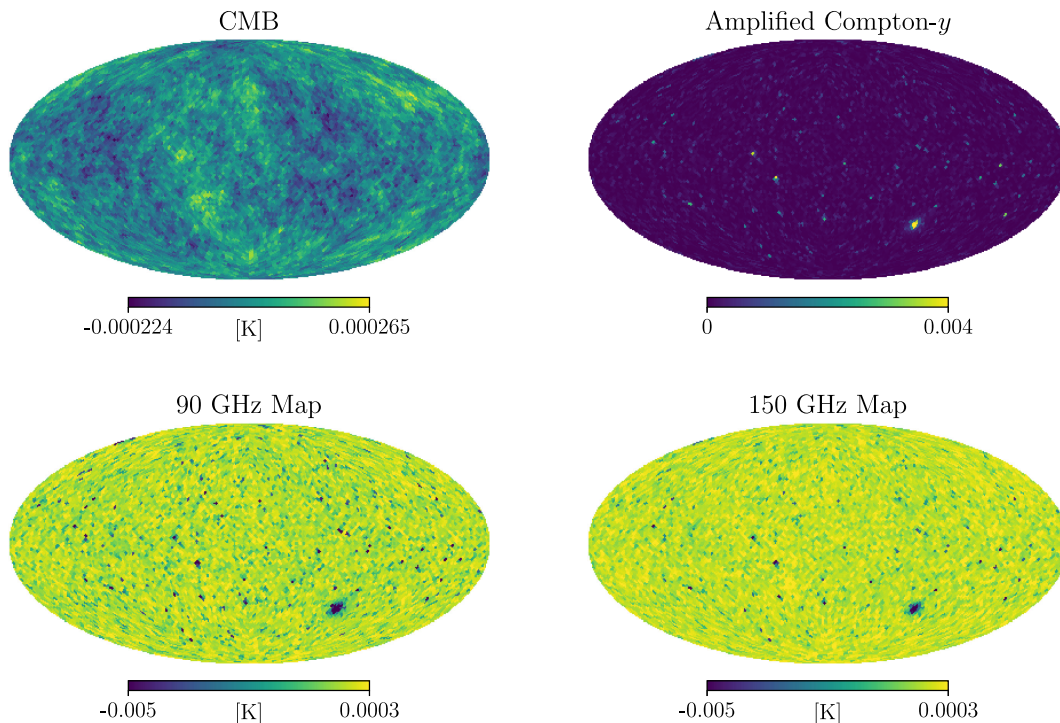 CMB
-0.000224 [K] 0.000265
Amplified Compton-y
0 0.004
90 GHz Map
-0.005 [K] 0.0003
150 GHz Map
-0.005 [K] 0.0003